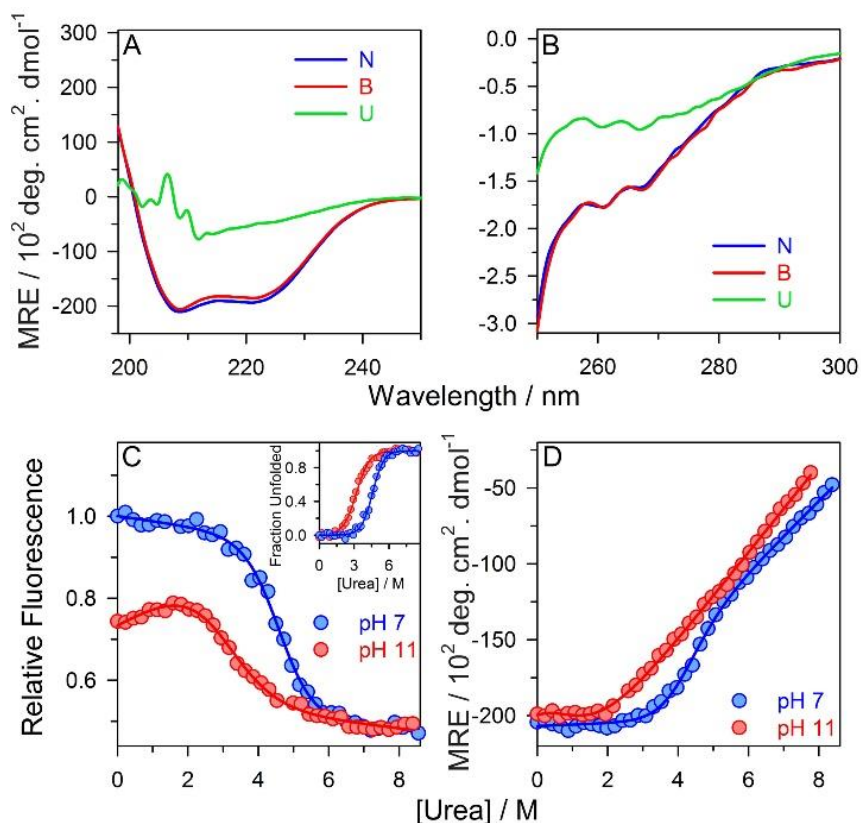 A
N
B
U
MRE / 10² deg. cm². dmol⁻¹
300
200
100
0
-100
-200
200
220
240
B
N
B
U
0.0
-0.5
-1.0
-1.5
-2.0
-2.5
-3.0
260
280
300
Wavelength / nm
C
Relative Fluorescence
1.0
0.8
0.6
0
2
4
6
8
pH 7
pH 11
Fraction Unfolded
0.8
0.4
0.0
0
3
6
[Urea] / M
D
MRE / 10² deg. cm². dmol⁻¹
-50
-100
-150
-200
0
2
4
6
8
pH 7
pH 11
[Urea] / M